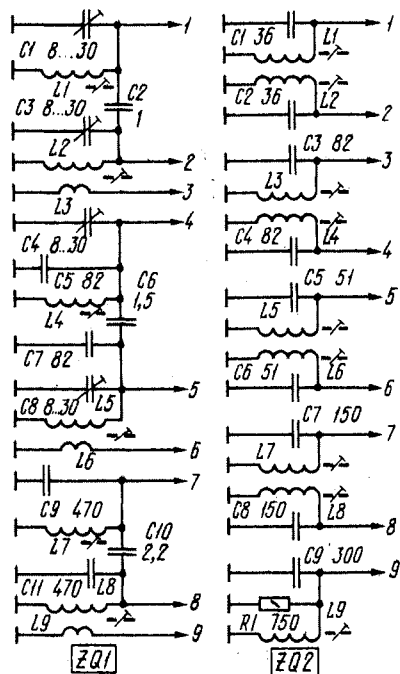 1
C1 8...30
L1
C2
1
C3 8...30
L2
2
3
L3
4
C4 8...30
C5 82
C6
1,5
L4
C7 82
5
C8 8...30 L5
6
L6
7
C9 470
L7
C10
2,2
C11 470 L8
8
L9
9
ZQ1
1
C1 36 L1
C2 36 L2
2
3
C3 82
L3
C4 82 L4
4
C5 51
5
L5
C6 51 L6
6
C7 150
7
L7
C8 150 L8
8
C9 300
9
L9
R1 750
ZQ2